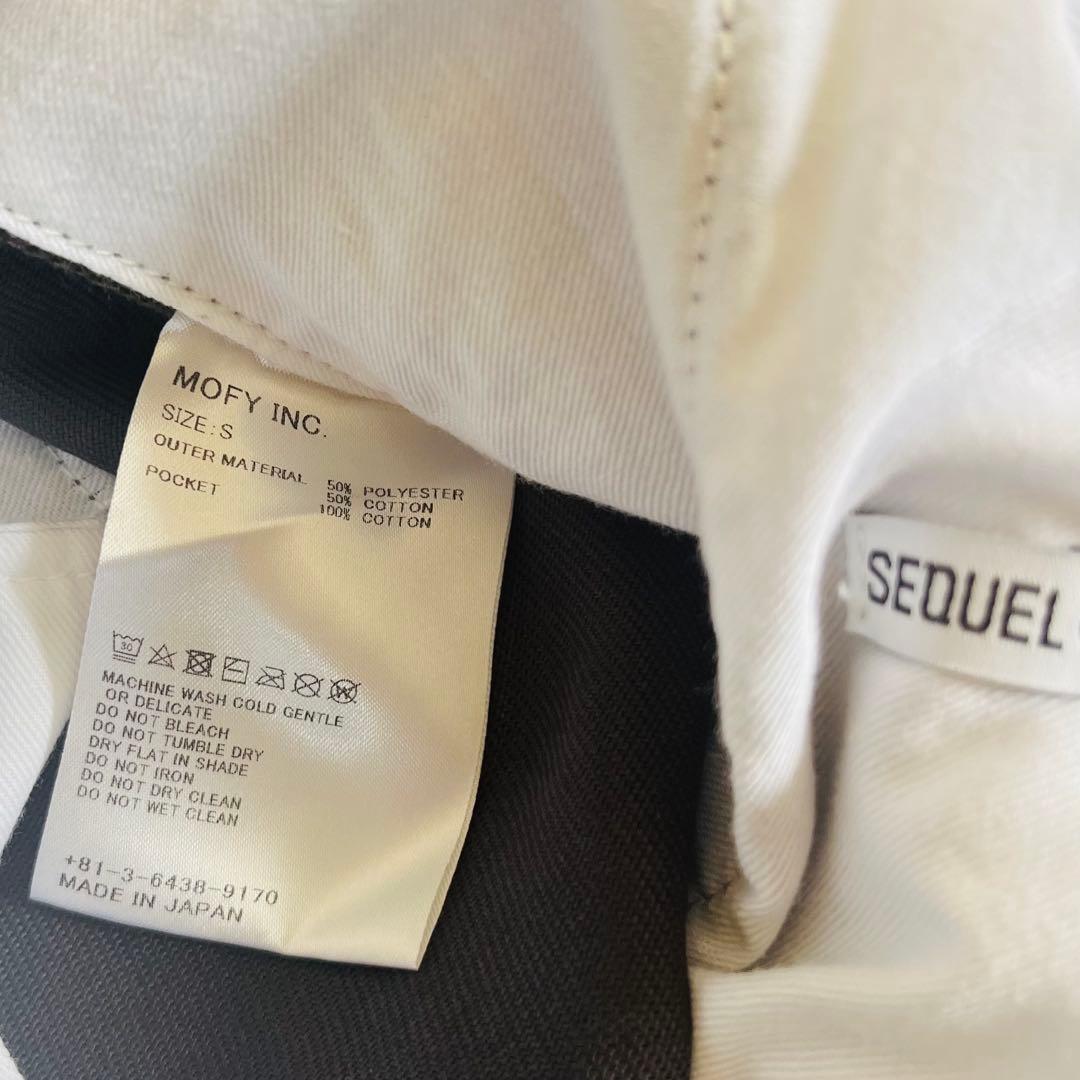 MOFY INC.
SIZE:S
OUTER MATERIAL 50% POLYESTER
50% COTTON
POCKET 100% COTTON
30
W
MACHINE WASH COLD GENTLE
OR DELICATE
DO NOT BLEACH
DO NOT TUMBLE DRY
DRY FLAT IN SHADE
DO NOT IRON
DO NOT DRY CLEAN
DO NOT WET CLEAN
+81-3-6438-9170
MADE IN JAPAN
SEQUEL